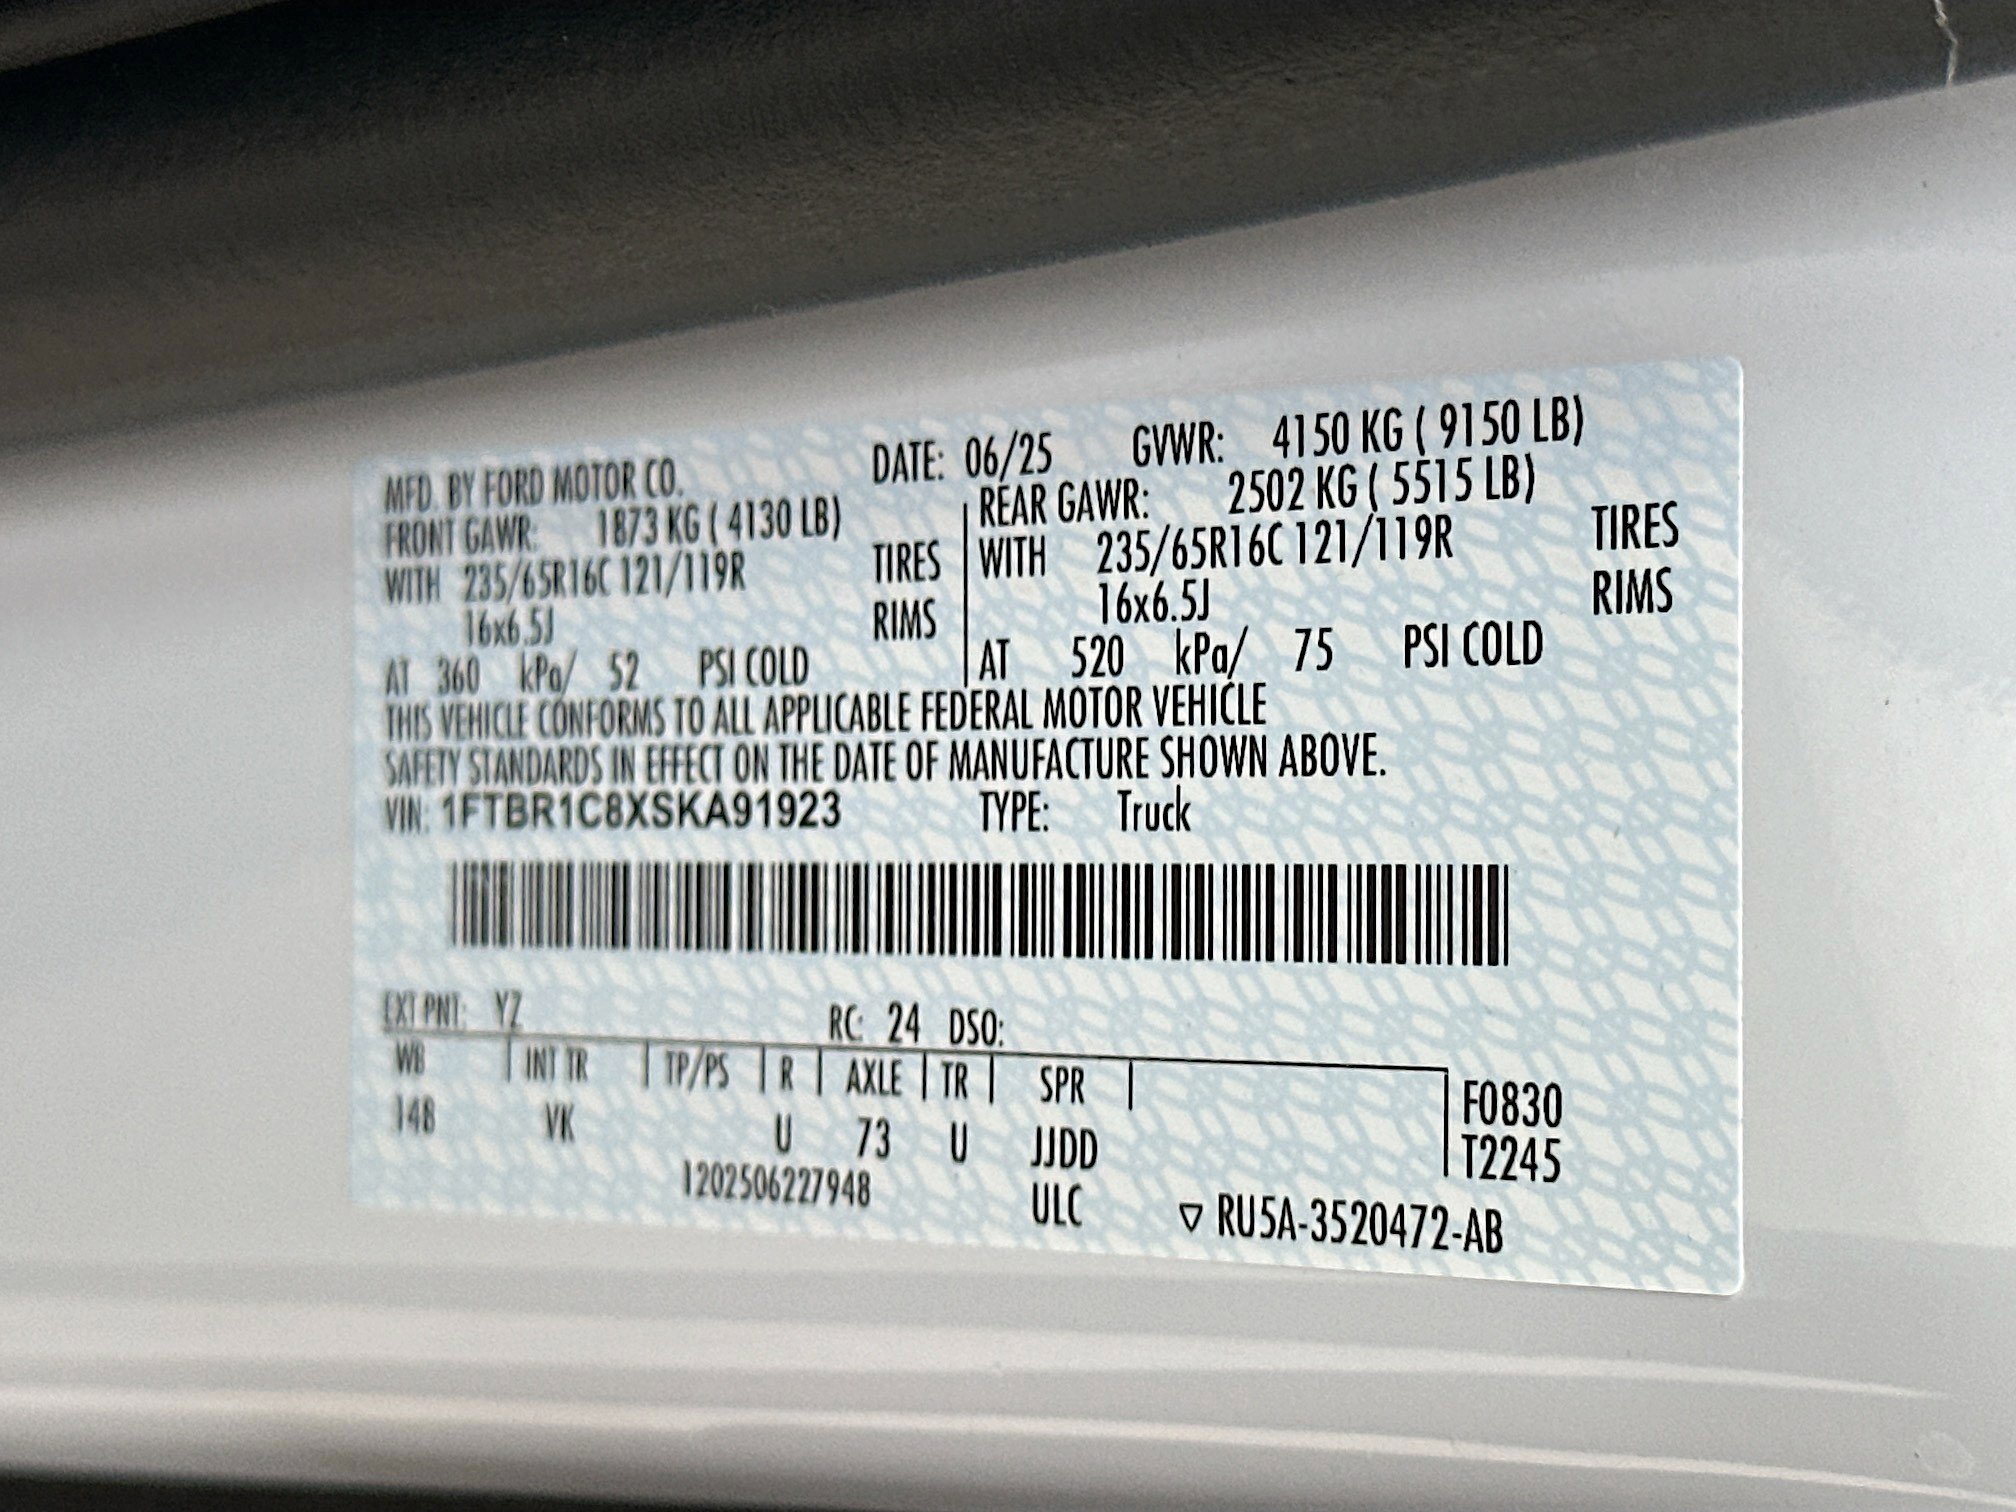 MFD. BY FORD MOTOR CO. DATE: 06/25 GVWR: 4150 KG ( 9150 LB)
FRONT GAWR: 1873 KG ( 4130 LB) REAR GAWR: 2502 KG ( 5515 LB)
WITH 235/65R16C 121/119R TIRES WITH 235/65R16C 121/119R TIRES
16x6.5J RIMS 16x6.5J RIMS
AT 360 kPa/ 52 PSI COLD AT 520 kPa/ 75 PSI COLD
THIS VEHICLE CONFORMS TO ALL APPLICABLE FEDERAL MOTOR VEHICLE
SAFETY STANDARDS IN EFFECT ON THE DATE OF MANUFACTURE SHOWN ABOVE.
VIN: 1FTBR1C8XSKA91923 TYPE: Truck
EXT PNT: YZ RC: 24 DSO:
WB INT TR TP/PS R AXLE TR SPR F0830
148 VK U 73 U JJDD T2245
1202506227948 ULC ▽ RU5A-3520472-AB